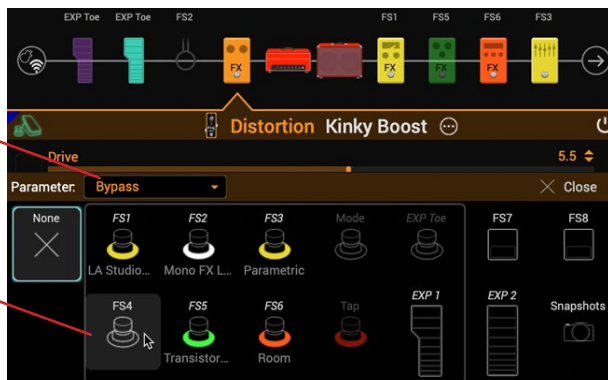 EXP Toe EXP Toe FS2 FS1 FS5 FS6 FS3
FX FX FX FX
Distortion Kinky Boost
Drive 5.5
Parameter: Bypass Close
None FS1 FS2 FS3 Mode EXP Toe FS7 FS8
LA Studio... Mono FX L... Parametric
FS4 FS5 FS6 Tap EXP 1 EXP 2 Snapshots
Transistor... Room